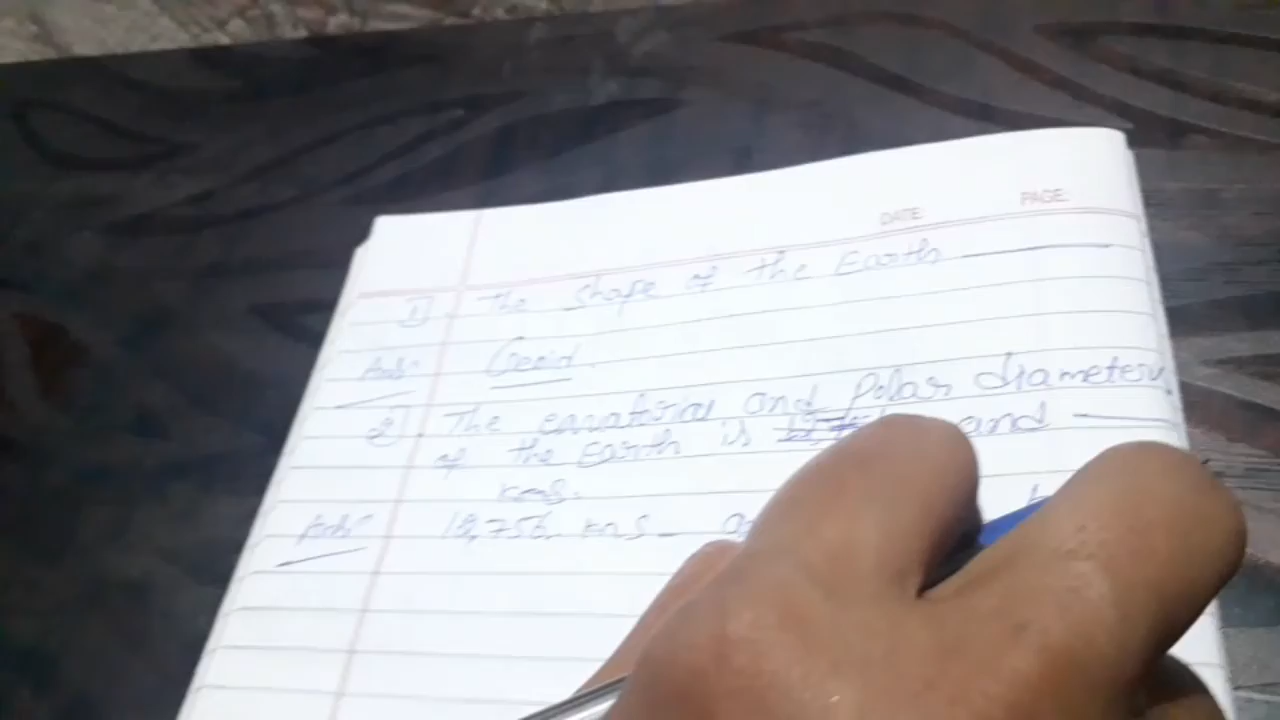 DATE: PAGE:
1) The shape of the Earth
Ans Geoid.
2) The equatorial and Polar diameters
of the Earth is and
kms.
Ans 12,756 kms